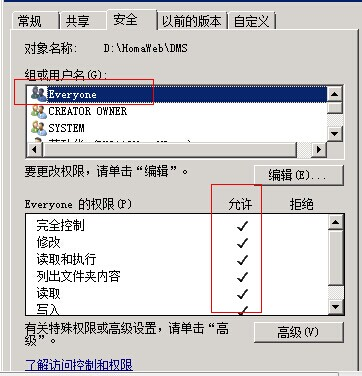 常规 共享 安全 以前的版本 自定义
对象名称: D:\HomaWeb\DMS
组或用户名(G):
Everyone
CREATOR OWNER
SYSTEM
要更改权限，请单击“编辑”。
编辑(E)...
Everyone 的权限(P) 允许 拒绝
完全控制
修改
读取和执行
列出文件夹内容
读取
写入
有关特殊权限或高级设置，请单击“高级”。
高级(V)
了解访问控制和权限